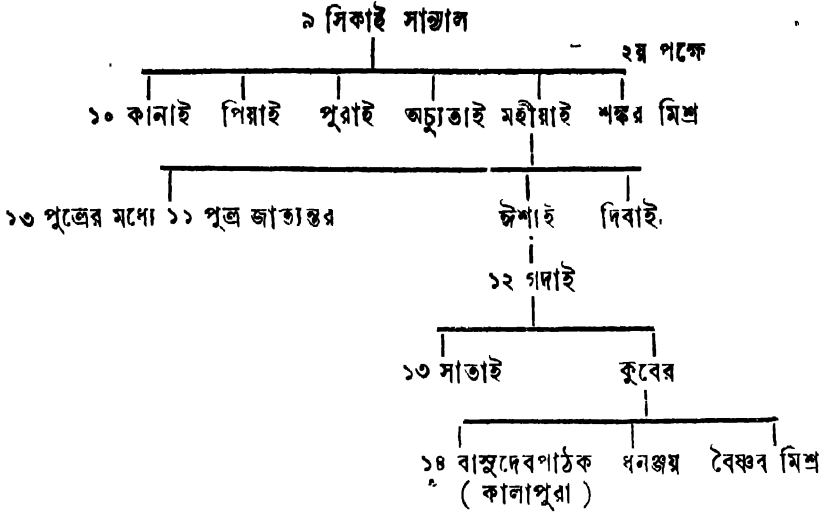 ৯ সিকাই সান্যাল
২য় পক্ষে
১০ কানাই পিয়াই পুরাই অচ্যুতাই মহীয়াই শঙ্কর মিশ্র
১৩ পুত্রের মধ্যে ১১ পুত্র জাত্যন্তর ঈশাই দিবাই
১২ গদাই
১৩ সাতাই কুবের
১৪ বাসুদেবপাঠক ধনঞ্জয় বৈষ্ণব মিশ্র
( কালাপুরা )